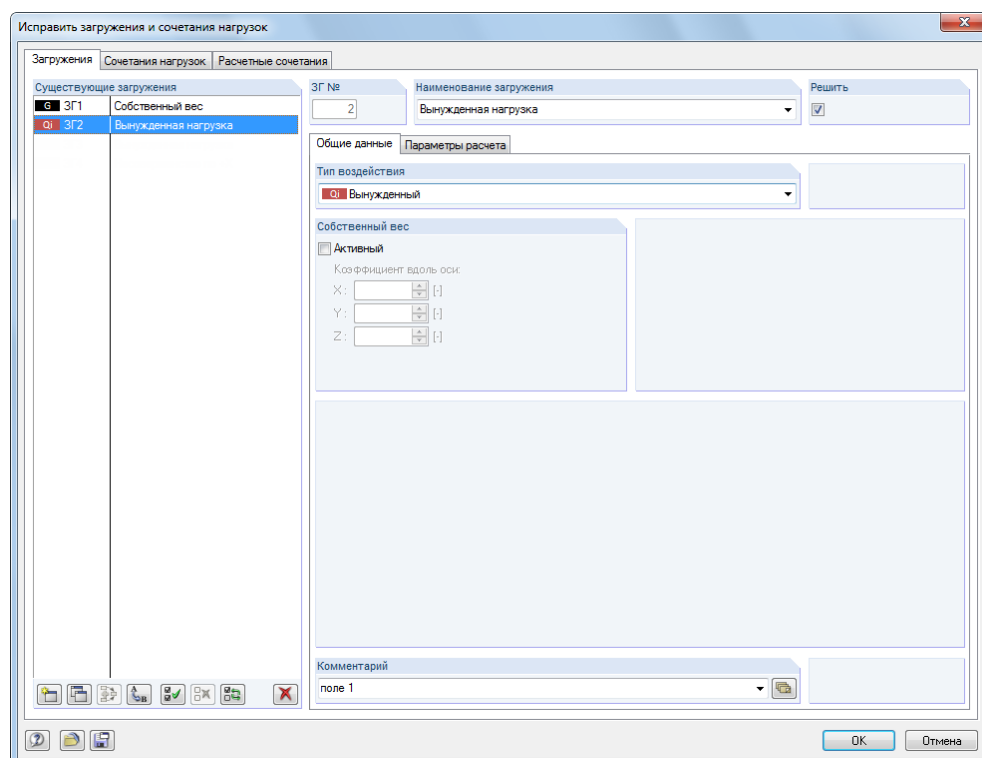 Исправить загружения и сочетания нагрузок
Загружения Сочетания нагрузок Расчетные сочетания
Существующие загружения
G ЗГ1 Собственный вес
Qi ЗГ2 Вынужденная нагрузка
ЗГ № Наименование загружения Решить
2 Вынужденная нагрузка
Общие данные Параметры расчета
Тип воздействия
Qi Вынужденный
Собственный вес
Активный
Коэффициент вдоль оси:
X: [-]
Y: [-]
Z: [-]
Комментарий
поле 1
OK Отмена